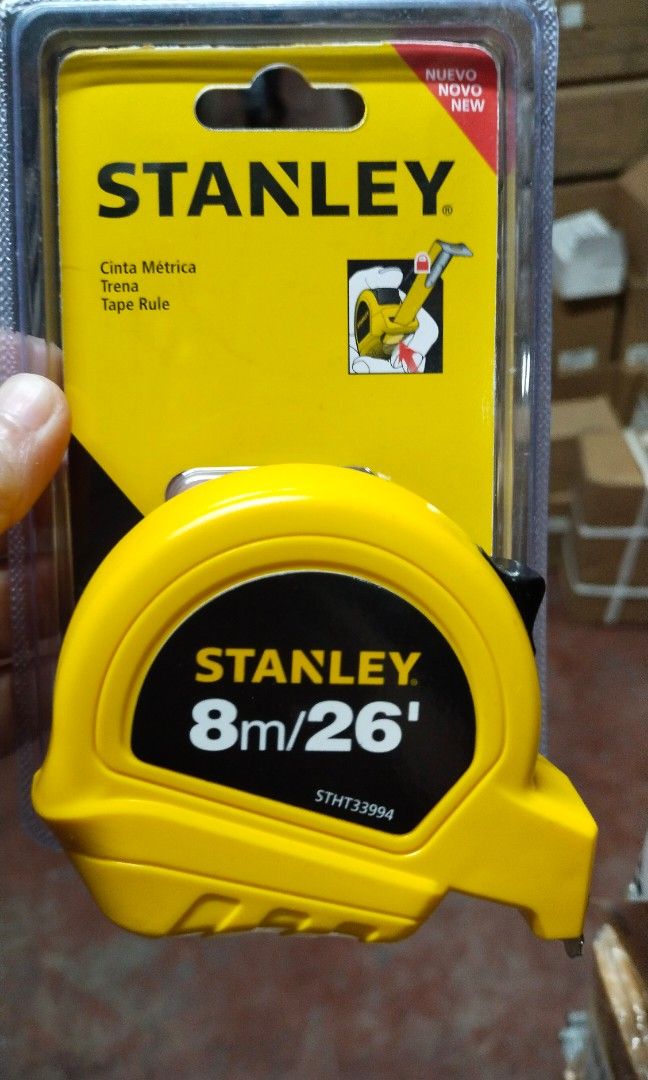 NUEVO
NOVO
NEW
STANLEY®
Cinta Métrica
Trena
Tape Rule
STANLEY®
8m/26'
STHT33994